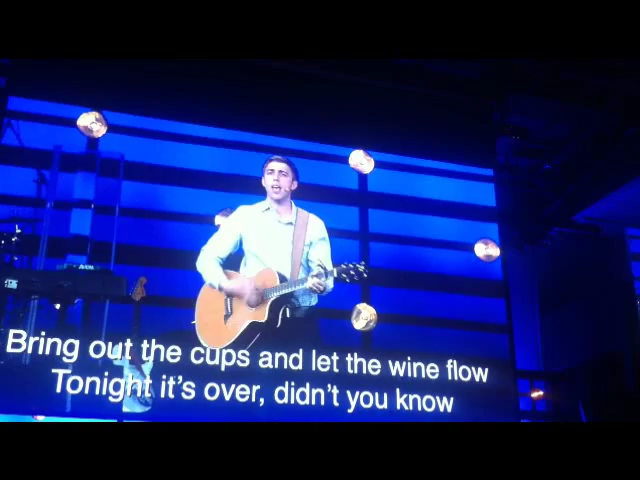 Bring out the cups and let the wine flow
Tonight it's over, didn't you know